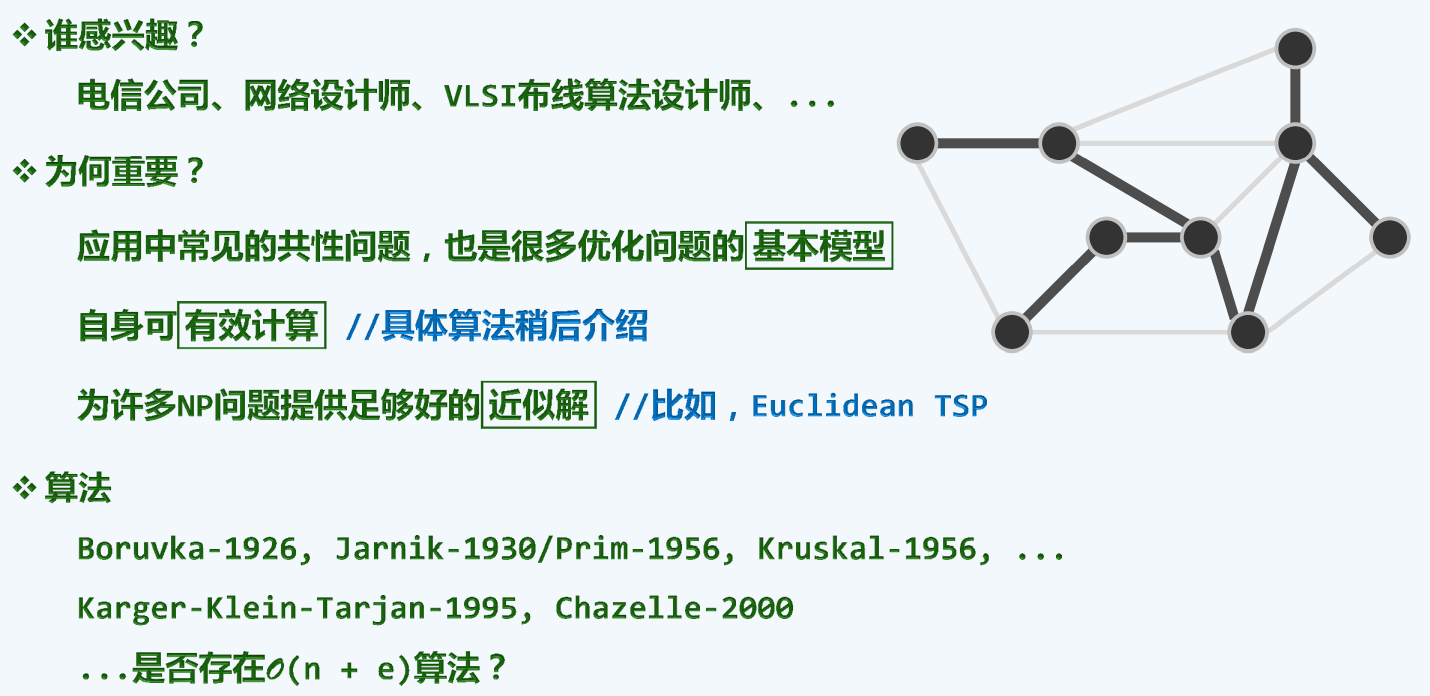 ❖ 谁感兴趣？
电信公司、网络设计师、VLSI布线算法设计师、...
❖ 为何重要？
应用中常见的共性问题，也是很多优化问题的基本模型
自身可有效计算 //具体算法稍后介绍
为许多NP问题提供足够好的近似解 //比如，Euclidean TSP
❖ 算法
Boruvka-1926, Jarnik-1930/Prim-1956, Kruskal-1956, ...
Karger-Klein-Tarjan-1995, Chazelle-2000
...是否存在𝒪(n + e)算法？